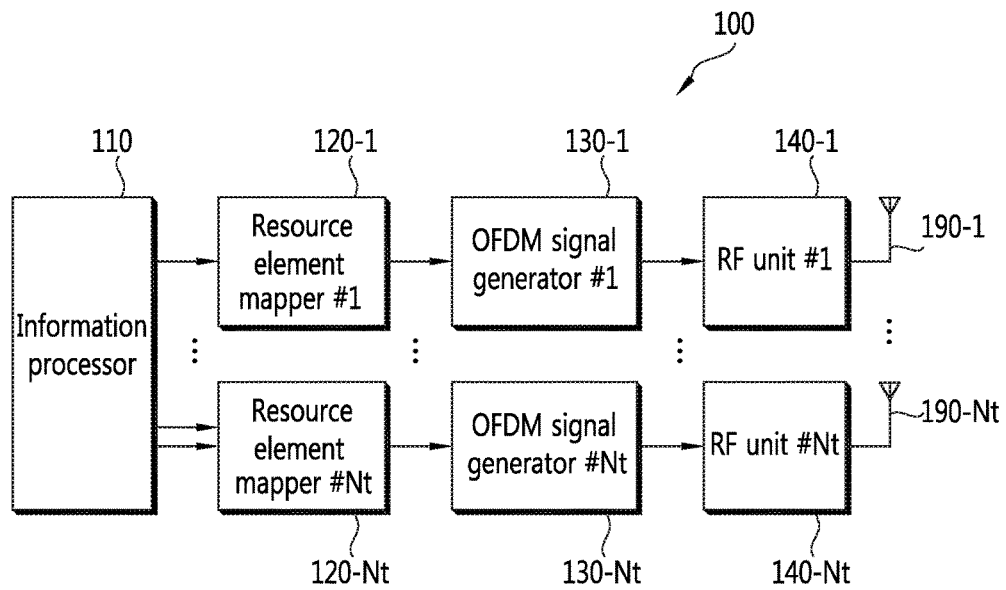 100
110
120-1
130-1
140-1
Resource
element
mapper #1
OFDM signal
generator #1
RF unit #1
190-1
Information
processor
Resource
element
mapper #Nt
OFDM signal
generator #Nt
RF unit #Nt
190-Nt
120-Nt
130-Nt
140-Nt